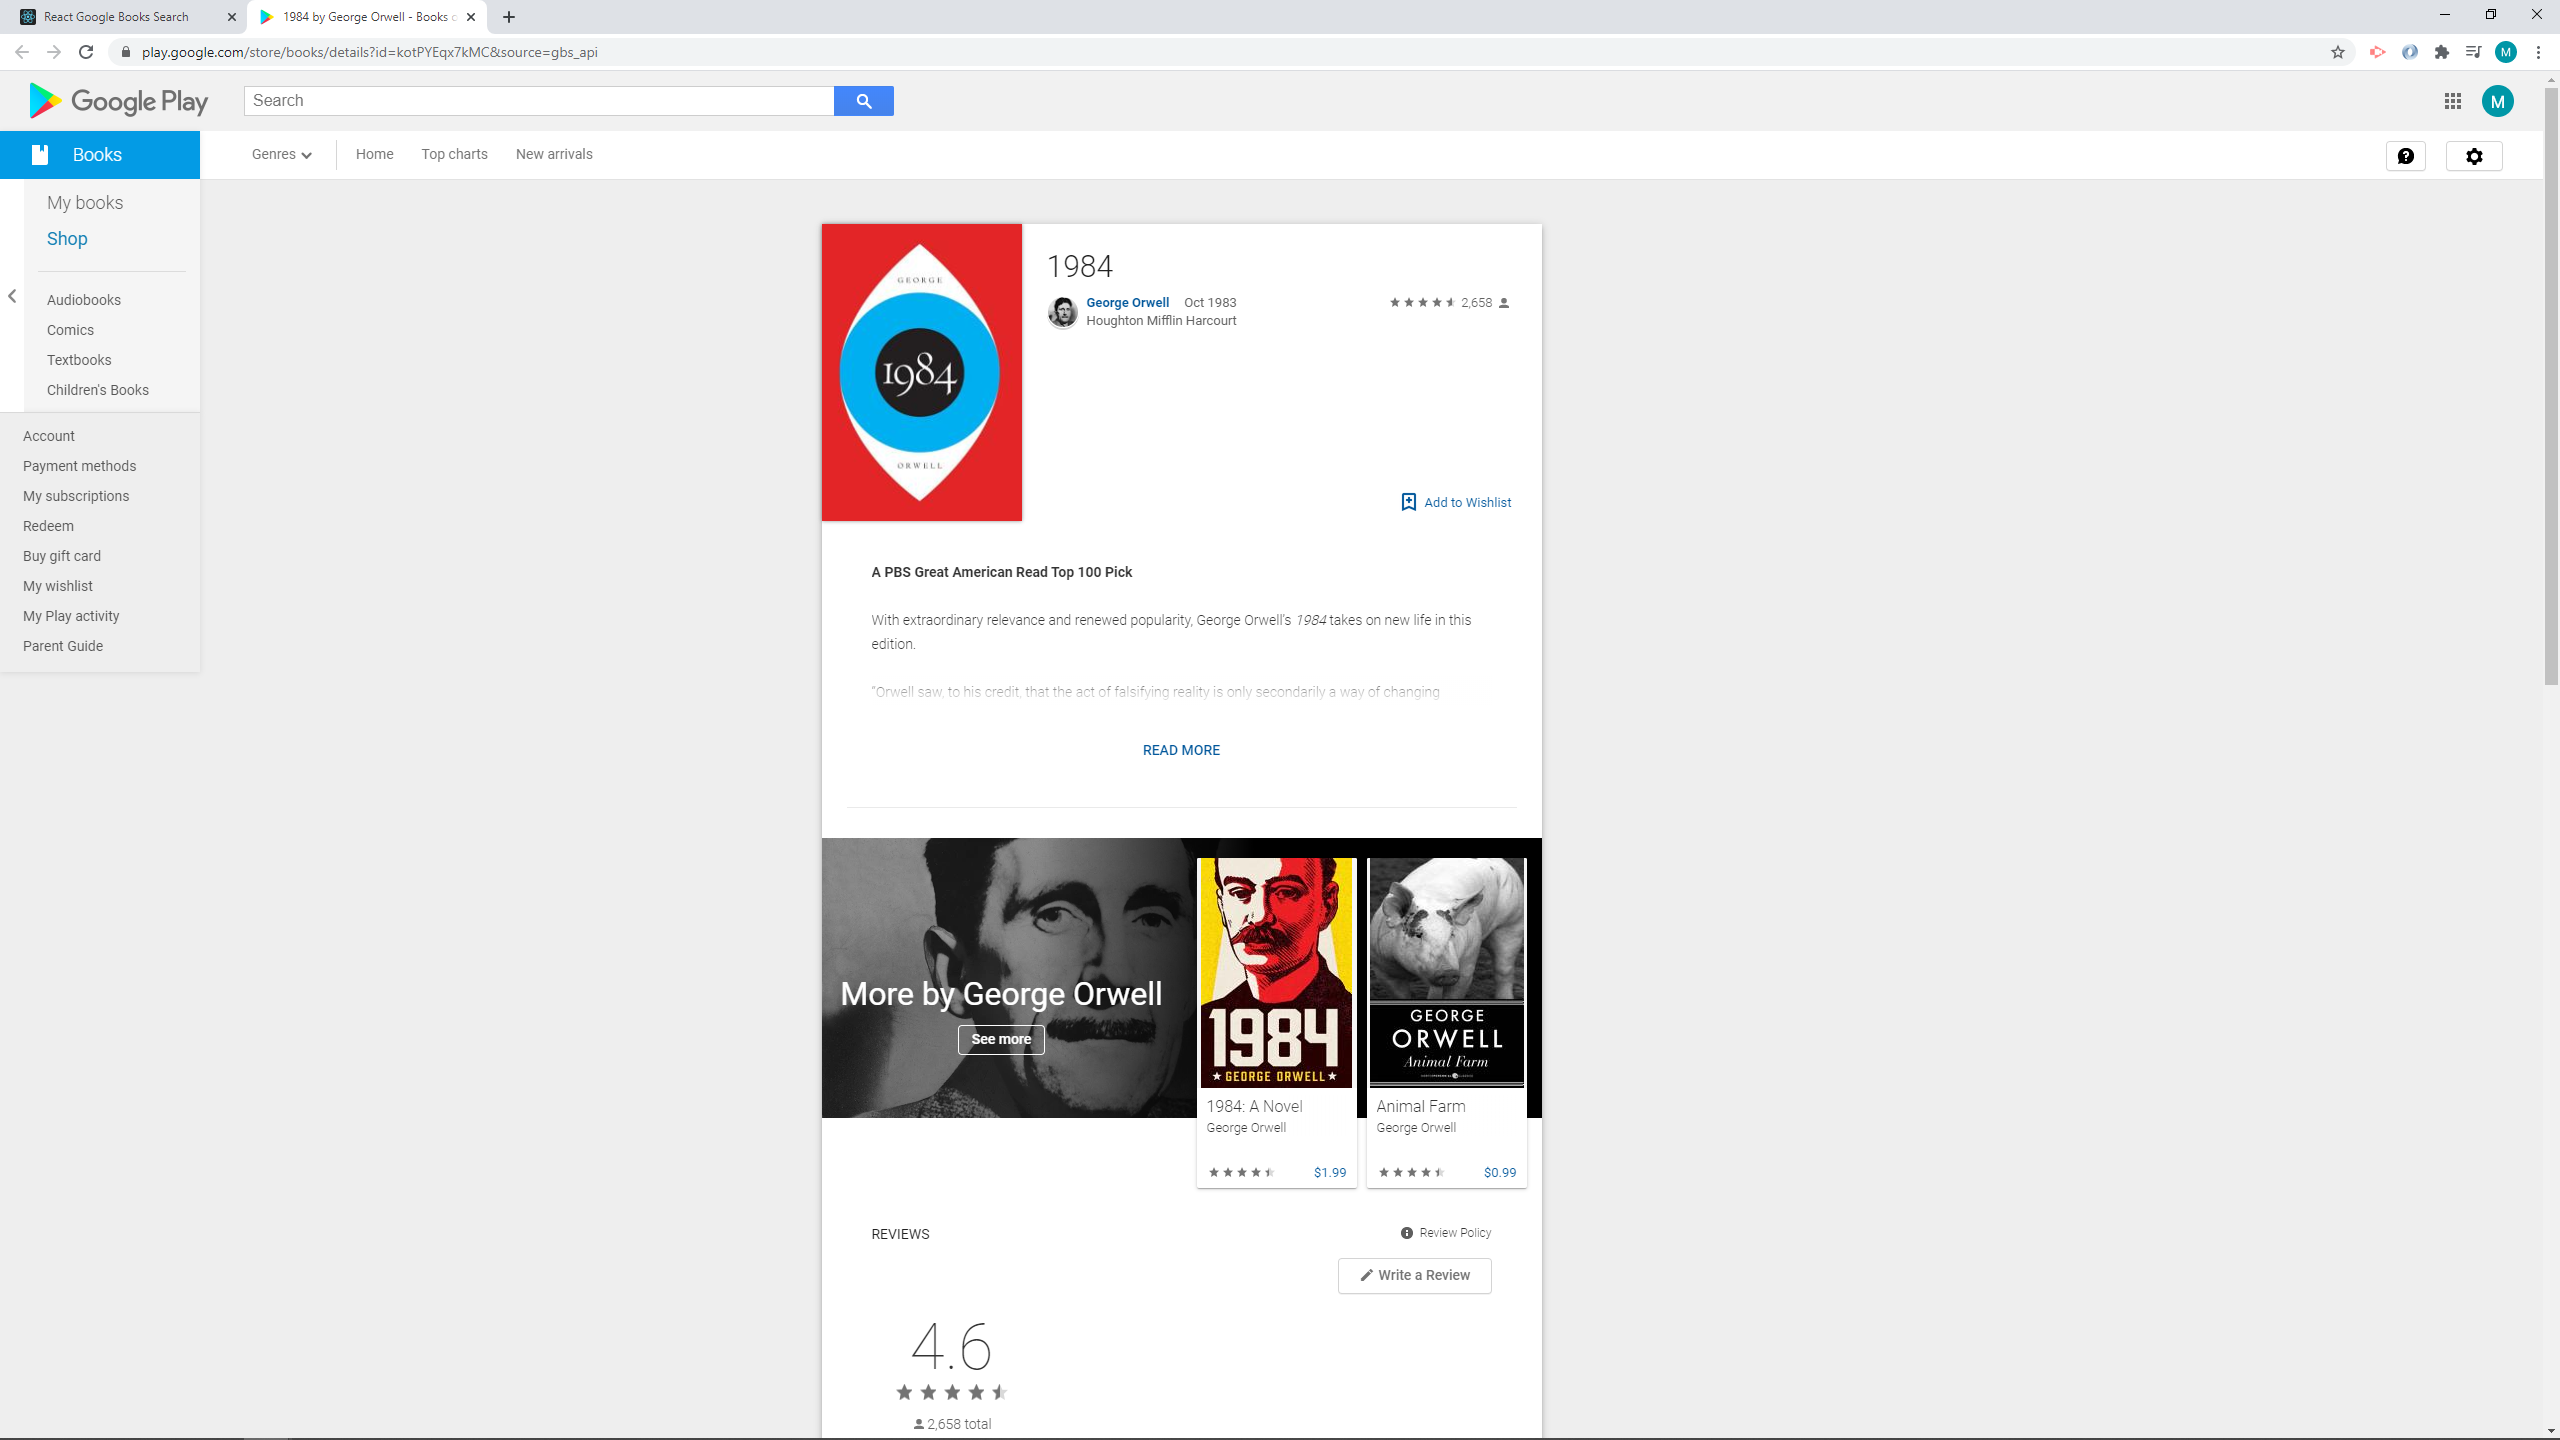 React Google Books Search
1984 by George Orwell - Books o
play.google.com/store/books/details?id=kotPYEqx7kMC&source=gbs_api
M
Google Play
Search
M
Books
Genres
Home
Top charts
New arrivals
My books
Shop
Audiobooks
Comics
Textbooks
Children's Books
Account
Payment methods
My subscriptions
Redeem
Buy gift card
My wishlist
My Play activity
Parent Guide
GEORGE
1984
ORWELL
1984
George Orwell Oct 1983
Houghton Mifflin Harcourt
2,658
Add to Wishlist
A PBS Great American Read Top 100 Pick
With extraordinary relevance and renewed popularity, George Orwell's 1984 takes on new life in this
edition.
“Orwell saw, to his credit, that the act of falsifying reality is only secondarily a way of changing
READ MORE
More by George Orwell
See more
1984
GEORGE ORWELL
1984: A Novel
George Orwell
$1.99
GEORGE
ORWELL
Animal Farm
Animal Farm
George Orwell
$0.99
REVIEWS
Review Policy
Write a Review
4.6
2,658 total